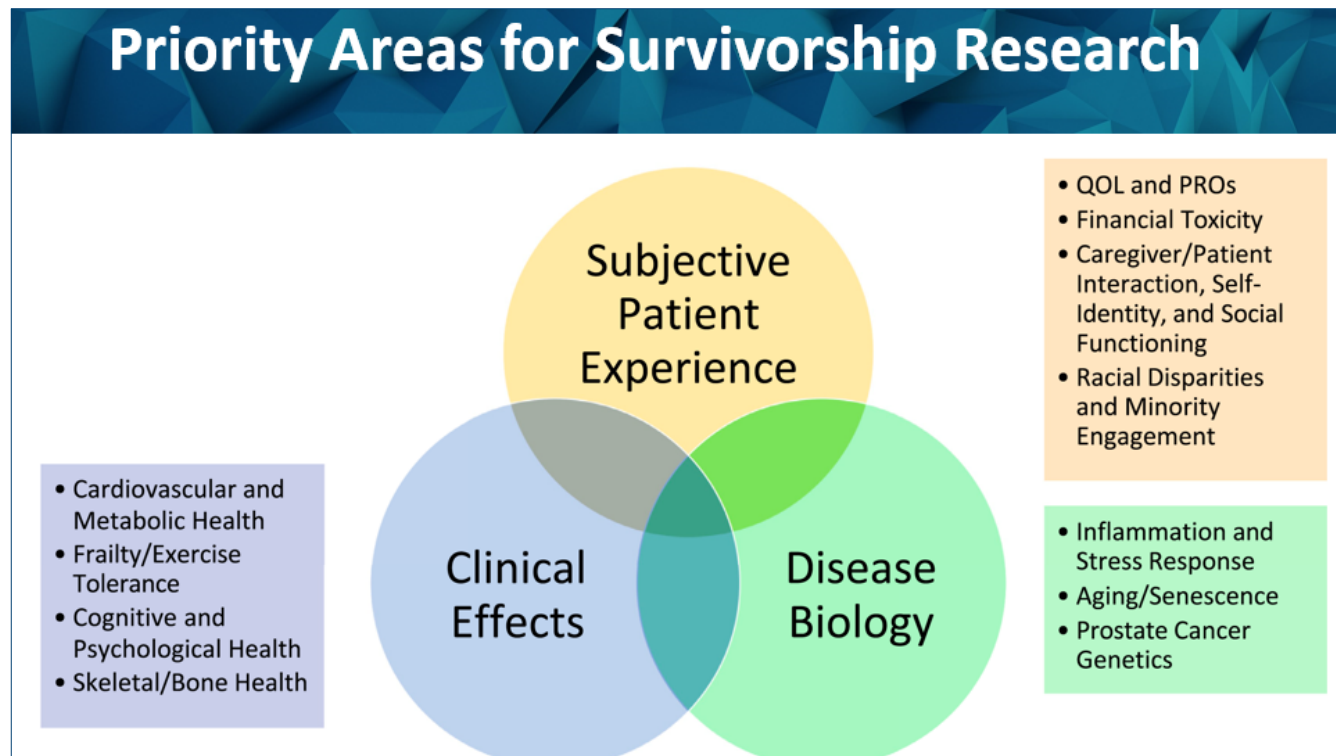 Priority Areas for Survivorship Research
Subjective
Patient
Experience
• QOL and PROs
• Financial Toxicity
• Caregiver/Patient
Interaction, Self-
Identity, and Social
Functioning
• Racial Disparities
and Minority
Engagement
• Cardiovascular and
Metabolic Health
• Frailty/Exercise
Tolerance
• Cognitive and
Psychological Health
• Skeletal/Bone Health
Clinical
Effects
Disease
Biology
• Inflammation and
Stress Response
• Aging/Senescence
• Prostate Cancer
Genetics